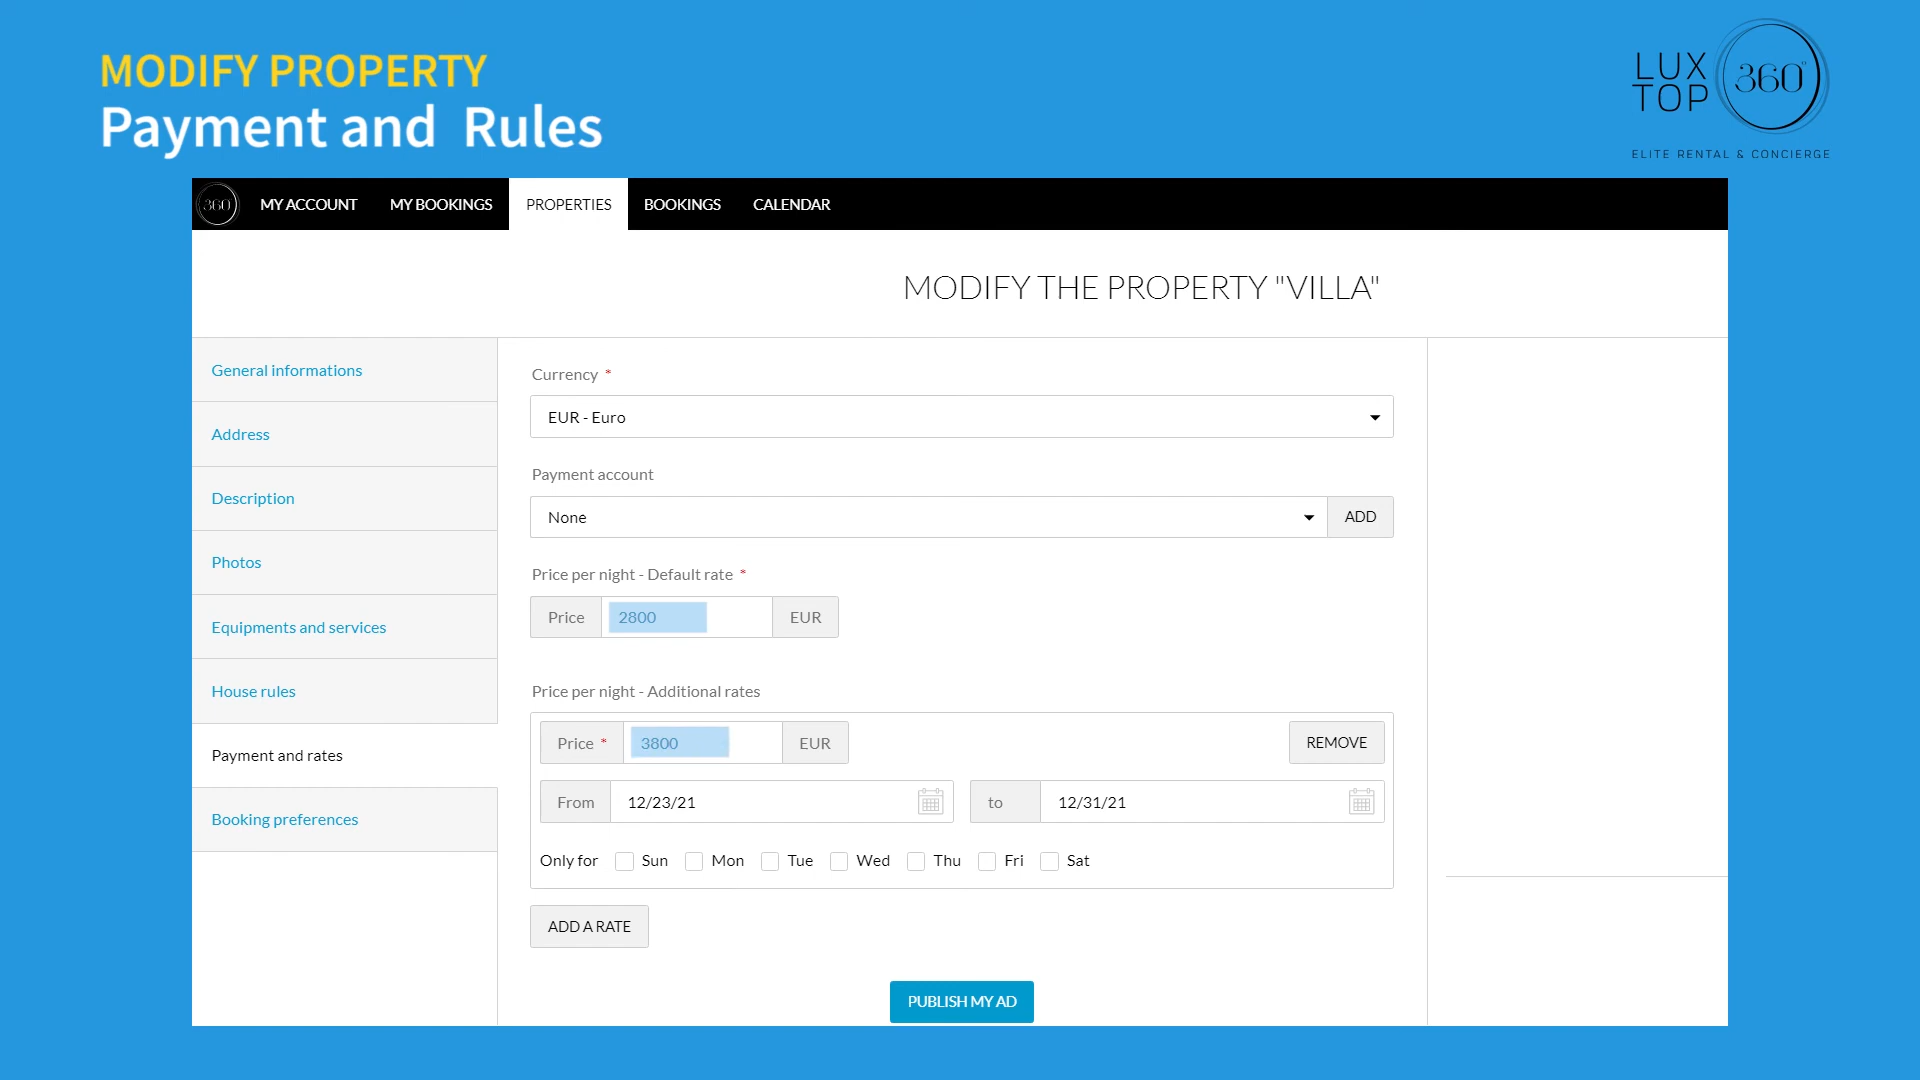 MODIFY PROPERTY
Payment and Rules
LUX
TOP
360°
ELITE RENTAL & CONCIERGE
360° MY ACCOUNT MY BOOKINGS PROPERTIES BOOKINGS CALENDAR
MODIFY THE PROPERTY "VILLA"
General informations
Address
Description
Photos
Equipments and services
House rules
Payment and rates
Booking preferences
Currency *
EUR - Euro
Payment account
None ADD
Price per night - Default rate *
Price 2800 EUR
Price per night - Additional rates
Price * 3800 EUR REMOVE
From 12/23/21 to 12/31/21
Only for Sun Mon Tue Wed Thu Fri Sat
ADD A RATE
PUBLISH MY AD